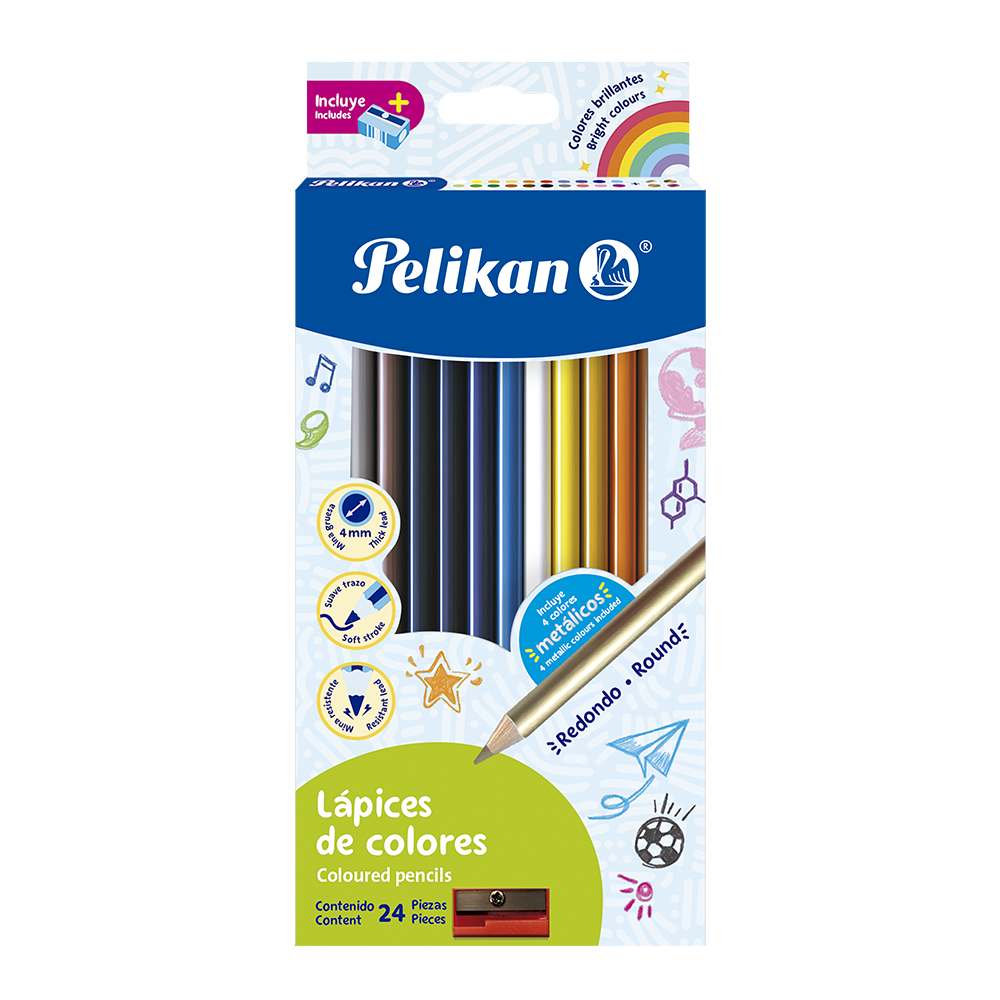 Incluye
Includes
Colores brillantes
Bright colours
Pelikan
Pelikan ®
4mm
Mina gruesa
Thick lead
Suave trazo
Soft stroke
Mina resistente
Resistant lead
Incluye
4 colores
metálicos
4 metallic colours included
Redondo • Round
Lápices
de colores
Coloured pencils
Contenido 24 Piezas
Content Pieces